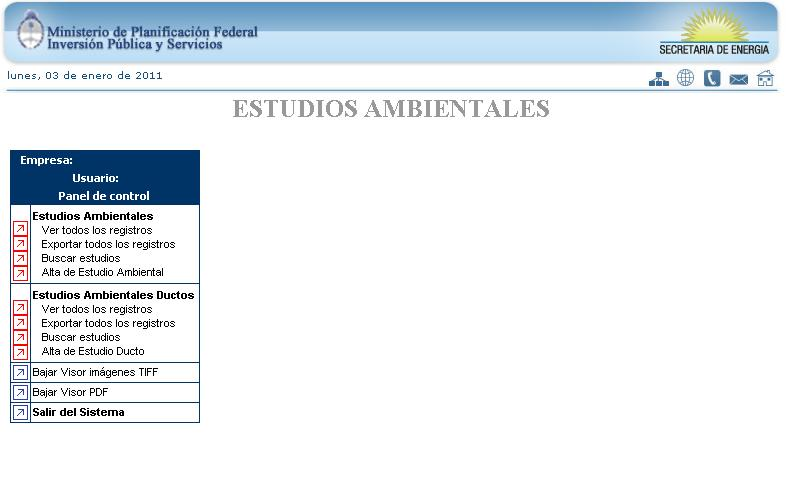 Ministerio de Planificación Federal
Inversión Pública y Servicios
SECRETARIA DE ENERGIA
lunes, 03 de enero de 2011
ESTUDIOS AMBIENTALES
Empresa:
Usuario:
Panel de control
Estudios Ambientales
Ver todos los registros
Exportar todos los registros
Buscar estudios
Alta de Estudio Ambiental
Estudios Ambientales Ductos
Ver todos los registros
Exportar todos los registros
Buscar estudios
Alta de Estudio Ducto
Bajar Visor imágenes TIFF
Bajar Visor PDF
Salir del Sistema